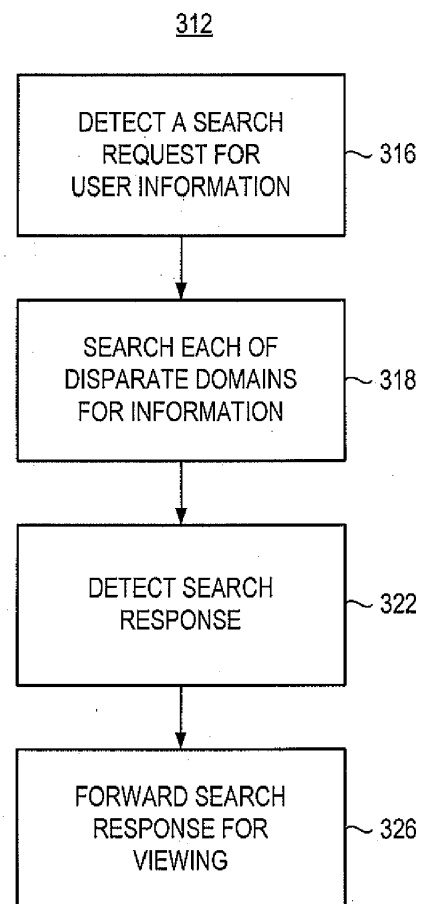 312
DETECT A SEARCH
REQUEST FOR
USER INFORMATION
316
SEARCH EACH OF
DISPARATE DOMAINS
FOR INFORMATION
318
DETECT SEARCH
RESPONSE
322
FORWARD SEARCH
RESPONSE FOR
VIEWING
326